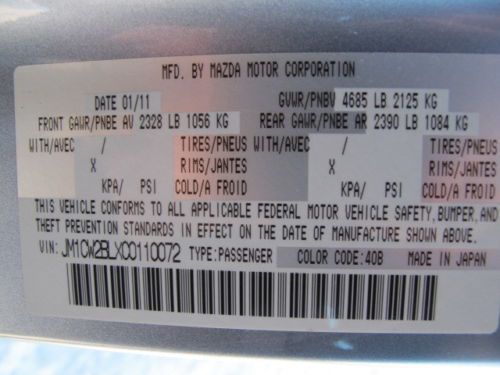 MFD. BY MAZDA MOTOR CORPORATION
DATE 01/11 GVWR/PNBV 4685 LB 2125 KG
FRONT GAWR/PNBE AV 2328 LB 1056 KG REAR GAWR/PNBE AR 2390 LB 1084 KG
WITH/AVEC / TIRES/PNEUS WITH/AVEC / TIRES/PNEUS
X RIMS/JANTES X RIMS/JANTES
KPA/ PSI COLD/A FROID KPA/ PSI COLD/A FROID
THIS VEHICLE CONFORMS TO ALL APPLICABLE FEDERAL MOTOR VEHICLE SAFETY, BUMPER, AND
THEFT PREVENTION STANDARDS IN EFFECT ON THE DATE OF MANUFACTURE SHOWN ABOVE.
VIN: JM1CW2BLXC0110072 TYPE:PASSENGER COLOR CODE:40B MADE IN JAPAN